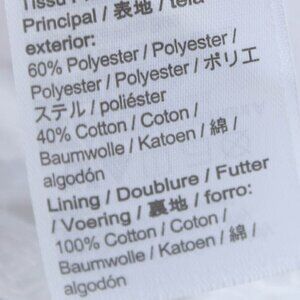 Tissu
Principal / 表地 / tela
exterior:
60% Polyester / Polyester /
Polyester / Polyester / ポリエ
ステル / poliéster
40% Cotton / Coton /
Baumwolle / Katoen / 綿 /
algodón
Lining / Doublure / Futter
/ Voering / 裏地 / forro:
100% Cotton / Coton /
Baumwolle / Katoen / 綿 /
algodón